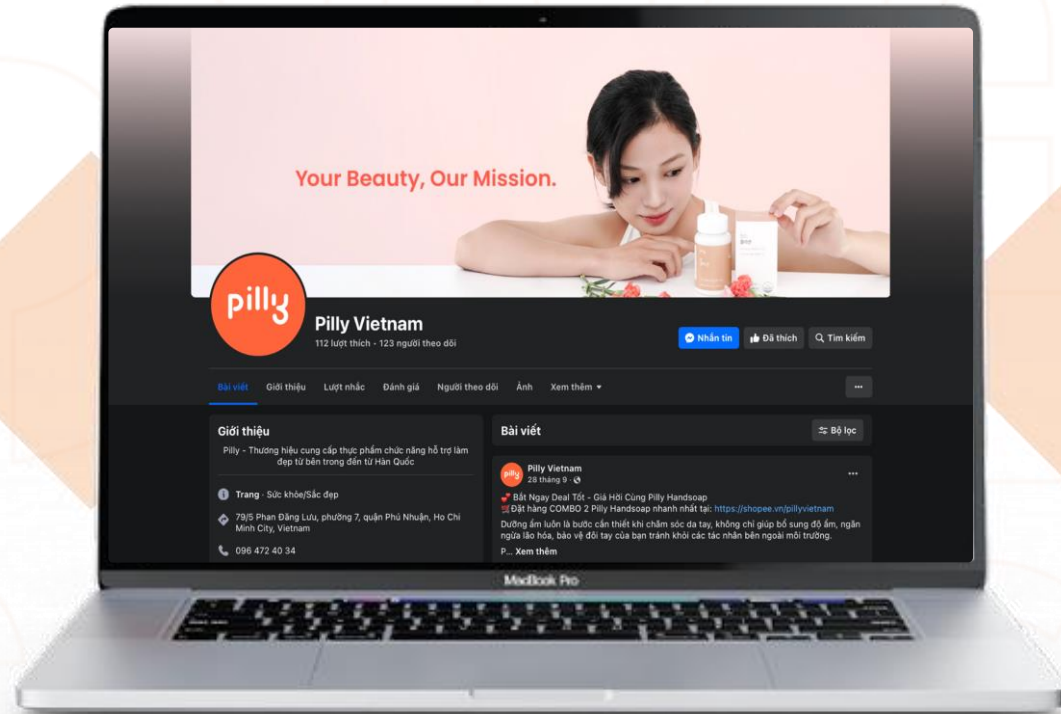 Your Beauty, Our Mission.
pilly
Pilly Vietnam
112 lượt thích • 123 người theo dõi
Nhắn tin
Đã thích
Tìm kiếm
Bài viết
Giới thiệu
Lượt nhắc
Đánh giá
Người theo dõi
Ảnh
Xem thêm
Giới thiệu
Pilly - Thương hiệu cung cấp thực phẩm chức năng hỗ trợ làm
đẹp từ bên trong đến từ Hàn Quốc
Trang · Sức khỏe/Sắc đẹp
79/5 Phan Đăng Lưu, phường 7, quận Phú Nhuận, Ho Chi
Minh City, Vietnam
096 472 40 34
Bài viết
Bộ lọc
pilly
Pilly Vietnam
28 tháng 9 ·
Bắt Ngay Deal Tốt - Giá Hời Cùng Pilly Handsoap
Đặt hàng COMBO 2 Pilly Handsoap nhanh nhất tại: https://shopee.vn/pillyvietnam
Dưỡng ẩm luôn là bước cần thiết khi chăm sóc da tay, không chỉ giúp bổ sung độ ẩm, ngăn
ngừa lão hóa, bảo vệ đôi tay của bạn tránh khỏi các tác nhân bên ngoài môi trường.
P... Xem thêm
MacBook Pro